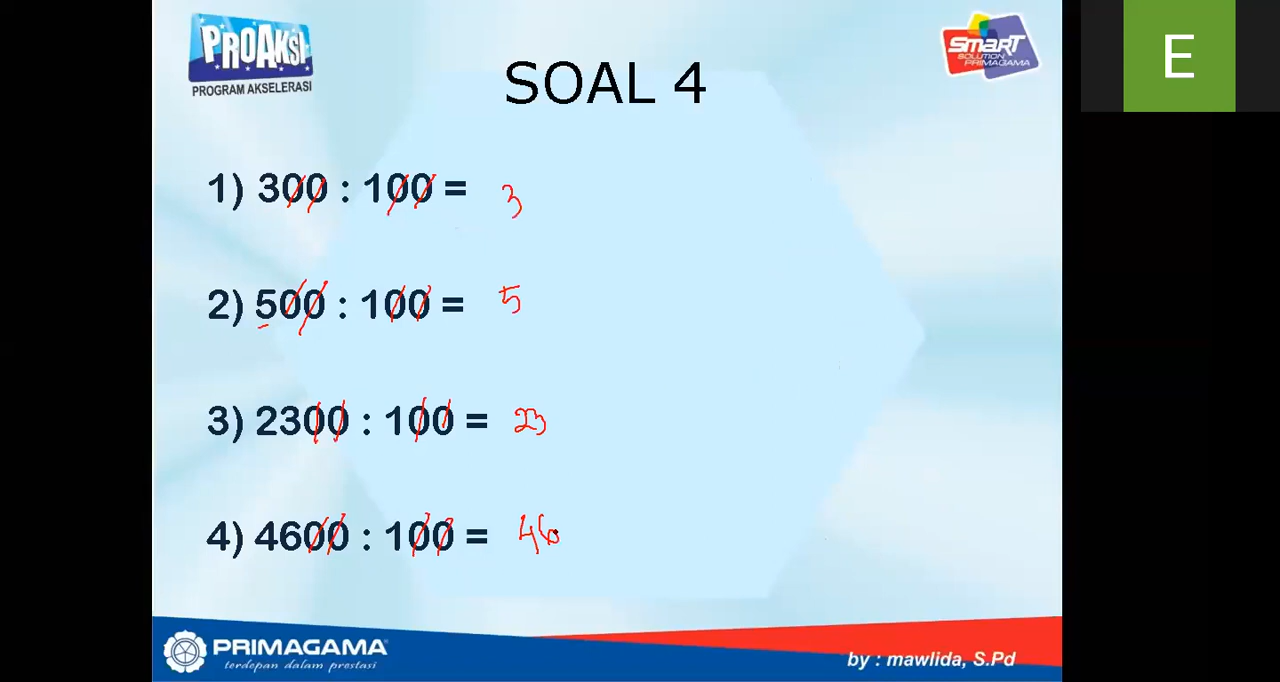 PROAKSI
PROGRAM AKSELERASI
SMART
SOLUTION
PRIMAGAMA
E
SOAL 4
1) 300 : 100 = 3
2) 500 : 100 = 5
3) 2300 : 100 = 23
4) 4600 : 100 = 46
PRIMAGAMA
terdepan dalam prestasi
by : mawlida, S.Pd